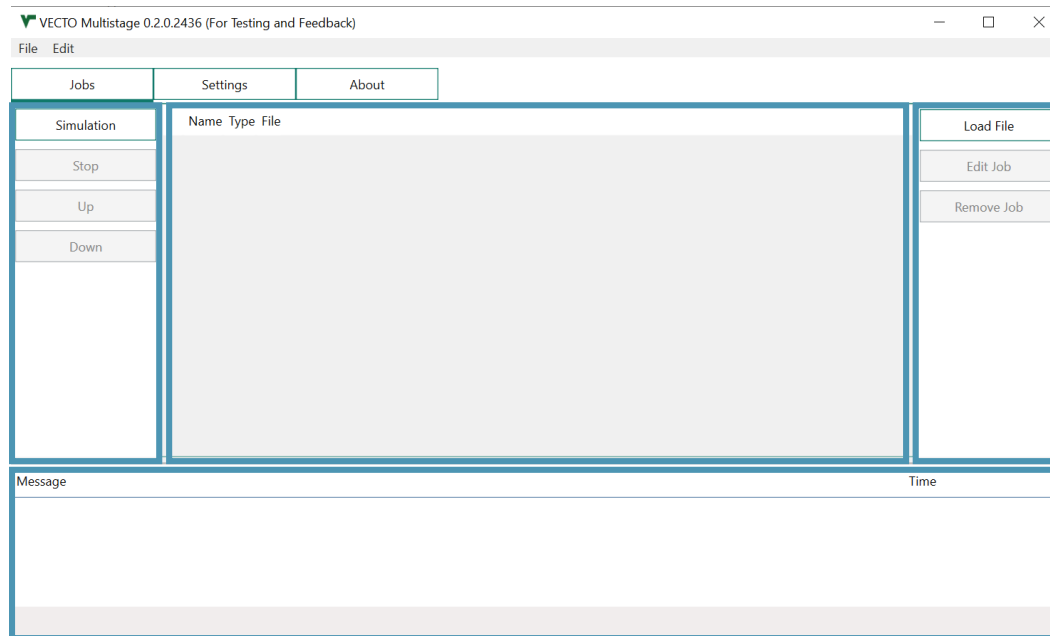 VECTO Multistage 0.2.0.2436 (For Testing and Feedback)
File Edit
Jobs Settings About
Simulation
Stop
Up
Down
Name Type File
Load File
Edit Job
Remove Job
Message Time